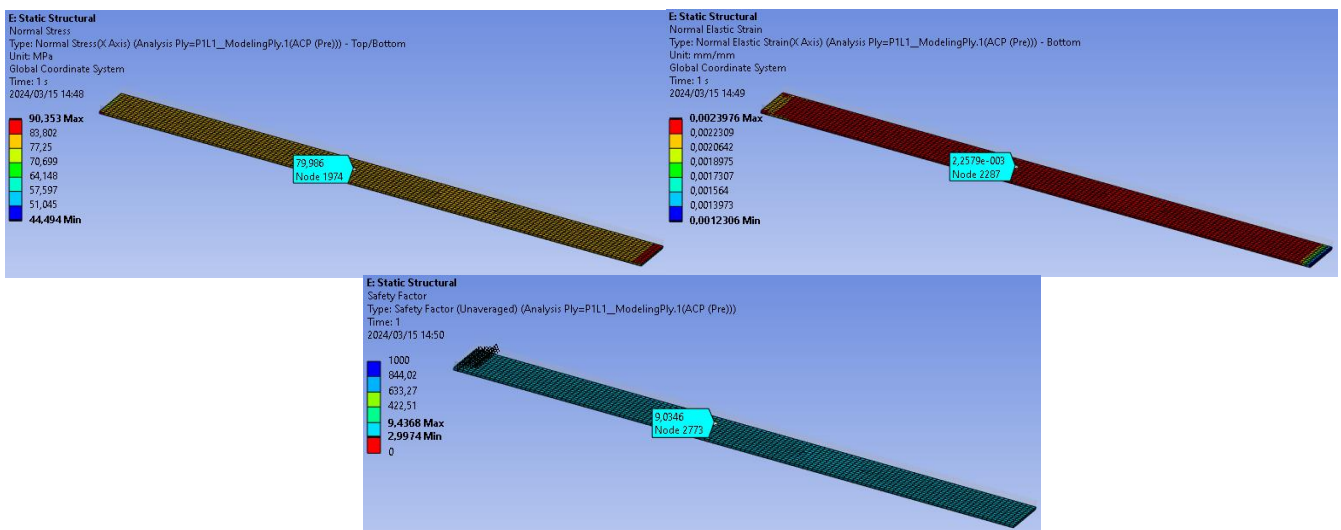 E: Static Structural
Normal Stress
Type: Normal Stress(X Axis) (Analysis Ply=P1L1__ModelingPly.1(ACP (Pre))) - Top/Bottom
Unit: MPa
Global Coordinate System
Time: 1 s
2024/03/15 14:48
90,353 Max
83,802
77,25
70,699
64,148
57,597
51,045
44,494 Min
79,986
Node 1974
E: Static Structural
Normal Elastic Strain
Type: Normal Elastic Strain(X Axis) (Analysis Ply=P1L1__ModelingPly.1(ACP (Pre))) - Bottom
Unit: mm/mm
Global Coordinate System
Time: 1 s
2024/03/15 14:49
0,0023976 Max
0,0022309
0,0020642
0,0018975
0,0017307
0,001564
0,0013973
0,0012306 Min
2,2579e-003
Node 2287
E: Static Structural
Safety Factor
Type: Safety Factor (Unaveraged) (Analysis Ply=P1L1__ModelingPly.1(ACP (Pre)))
Time: 1
2024/03/15 14:50
1000
844,02
633,27
422,51
9,4368 Max
2,9974 Min
0
9,0346
Node 2773